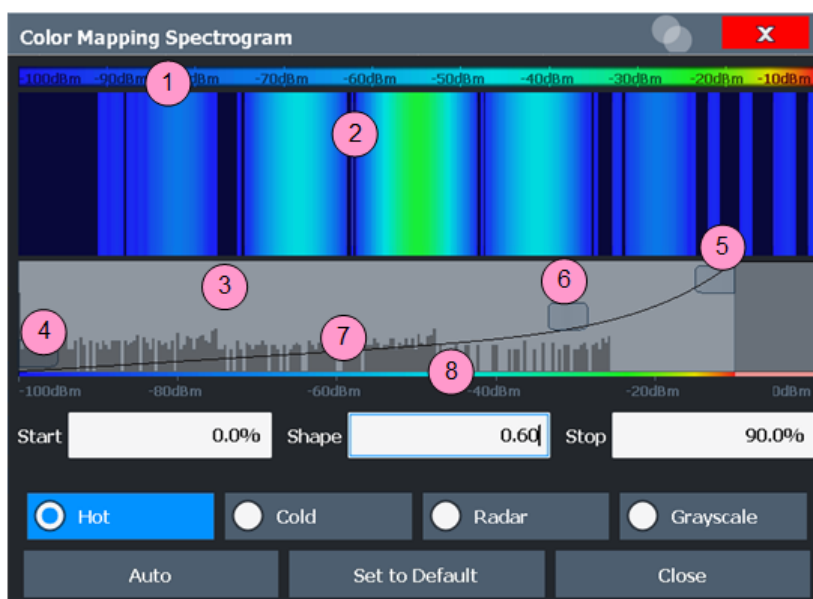 Color Mapping Spectrogram X
-100dBm -90dBm -70dBm -60dBm -50dBm -40dBm -30dBm -20dBm -10dBm
1
2
3
4
5
6
7
8
-100dBm -80dBm -60dBm -40dBm -20dBm 0dBm
Start 0.0% Shape 0.60 Stop 90.0%
Hot Cold Radar Grayscale
Auto Set to Default Close